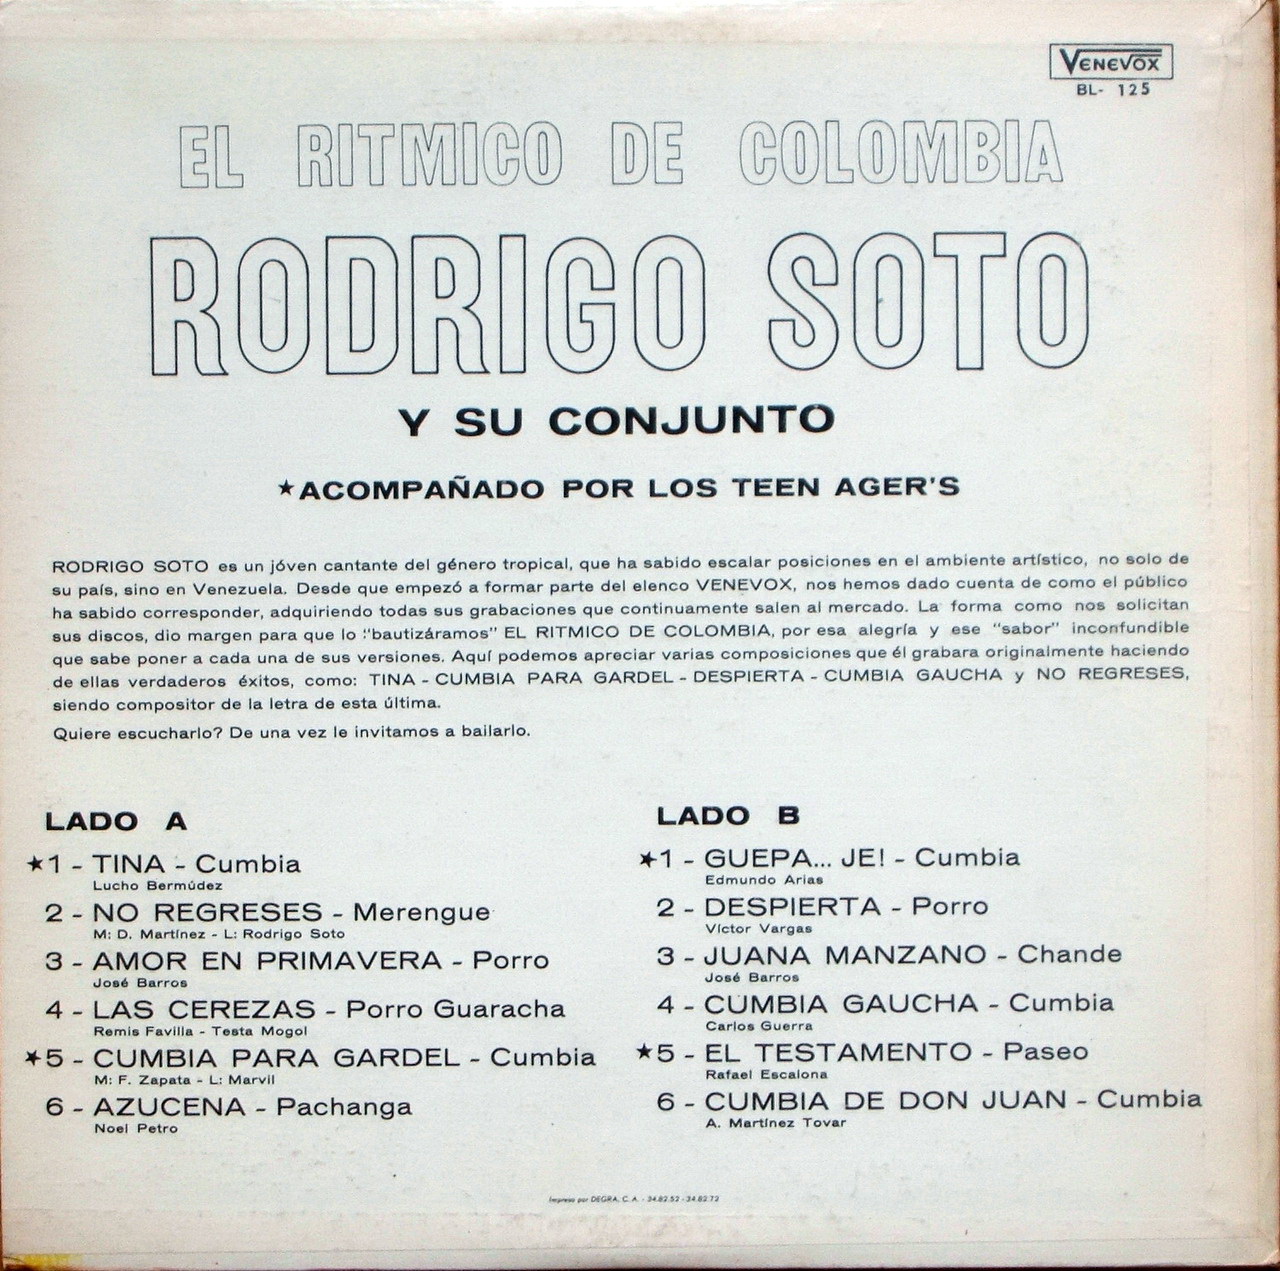 VENEVOX
BL- 125
EL RITMICO DE COLOMBIA
RODRIGO SOTO
Y SU CONJUNTO
★ACOMPAÑADO POR LOS TEEN AGER'S
RODRIGO SOTO es un jóven cantante del género tropical, que ha sabido escalar posiciones en el ambiente artístico, no solo de
su país, sino en Venezuela. Desde que empezó a formar parte del elenco VENEVOX, nos hemos dado cuenta de como el público
ha sabido corresponder, adquiriendo todas sus grabaciones que continuamente salen al mercado. La forma como nos solicitan
sus discos, dio margen para que lo "bautizáramos" EL RITMICO DE COLOMBIA, por esa alegría y ese "sabor" inconfundible
que sabe poner a cada una de sus versiones. Aquí podemos apreciar varias composiciones que él grabara originalmente haciendo
de ellas verdaderos éxitos, como: TINA - CUMBIA PARA GARDEL - DESPIERTA - CUMBIA GAUCHA y NO REGRESES,
siendo compositor de la letra de esta última.
Quiere escucharlo? De una vez le invitamos a bailarlo.
LADO A
★1 - TINA - Cumbia
Lucho Bermúdez
2 - NO REGRESES - Merengue
M: D. Martínez - L: Rodrigo Soto
3 - AMOR EN PRIMAVERA - Porro
José Barros
4 - LAS CEREZAS - Porro Guaracha
Remis Favilla - Testa Mogol
★5 - CUMBIA PARA GARDEL - Cumbia
M: F. Zapata - L: Marvil
6 - AZUCENA - Pachanga
Noel Petro
LADO B
★1 - GUEPA... JE! - Cumbia
Edmundo Arias
2 - DESPIERTA - Porro
Víctor Vargas
3 - JUANA MANZANO - Chande
José Barros
4 - CUMBIA GAUCHA - Cumbia
Carlos Guerra
★5 - EL TESTAMENTO - Paseo
Rafael Escalona
6 - CUMBIA DE DON JUAN - Cumbia
A. Martínez Tovar
Impreso por DEGRA, C. A. - 34.82.52 - 34.82.72